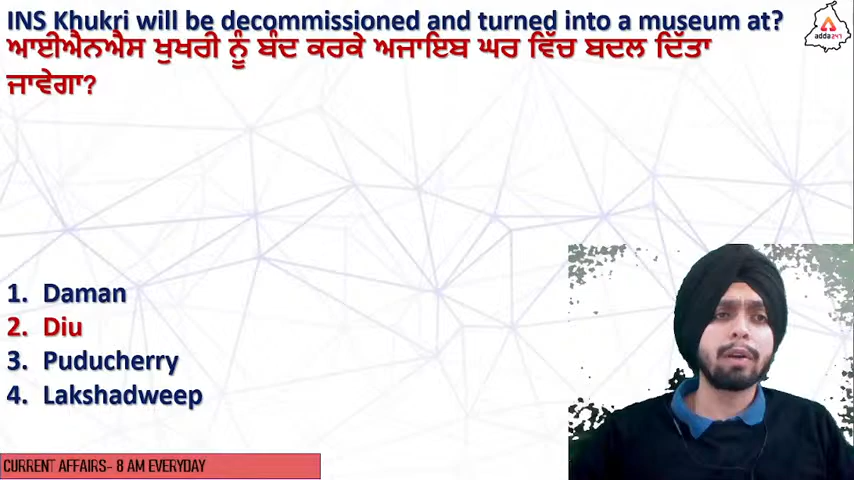 INS Khukri will be decommissioned and turned into a museum at?
ਆਈਐਨਐਸ ਖੁਖਰੀ ਨੂੰ ਬੰਦ ਕਰਕੇ ਅਜਾਇਬ ਘਰ ਵਿੱਚ ਬਦਲ ਦਿੱਤਾ
ਜਾਵੇਗਾ?
adda247
1. Daman
2. Diu
3. Puducherry
4. Lakshadweep
CURRENT AFFAIRS- 8 AM EVERYDAY